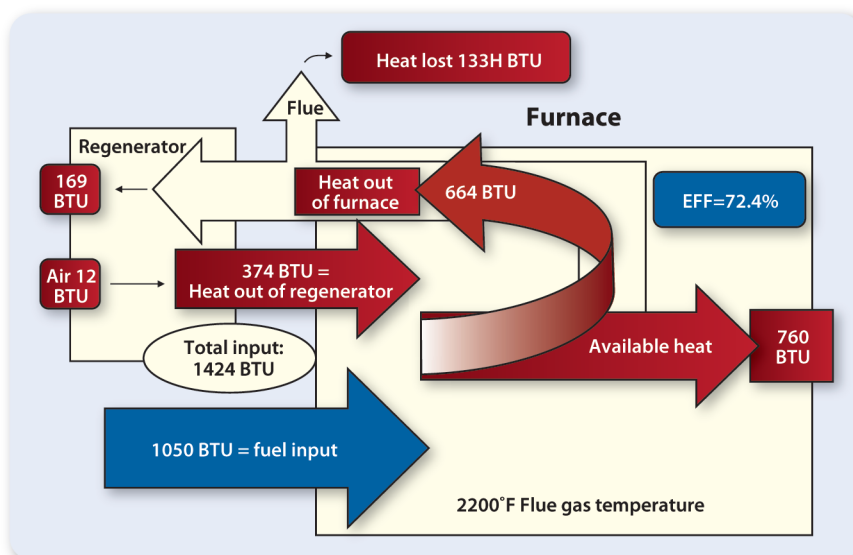 Heat lost 133H BTU
Flue
Furnace
Regenerator
169
BTU
Heat out
of furnace
664 BTU
EFF=72.4%
Air 12
BTU
374 BTU =
Heat out of regenerator
Total input:
1424 BTU
Available heat
760
BTU
1050 BTU = fuel input
2200˚F Flue gas temperature